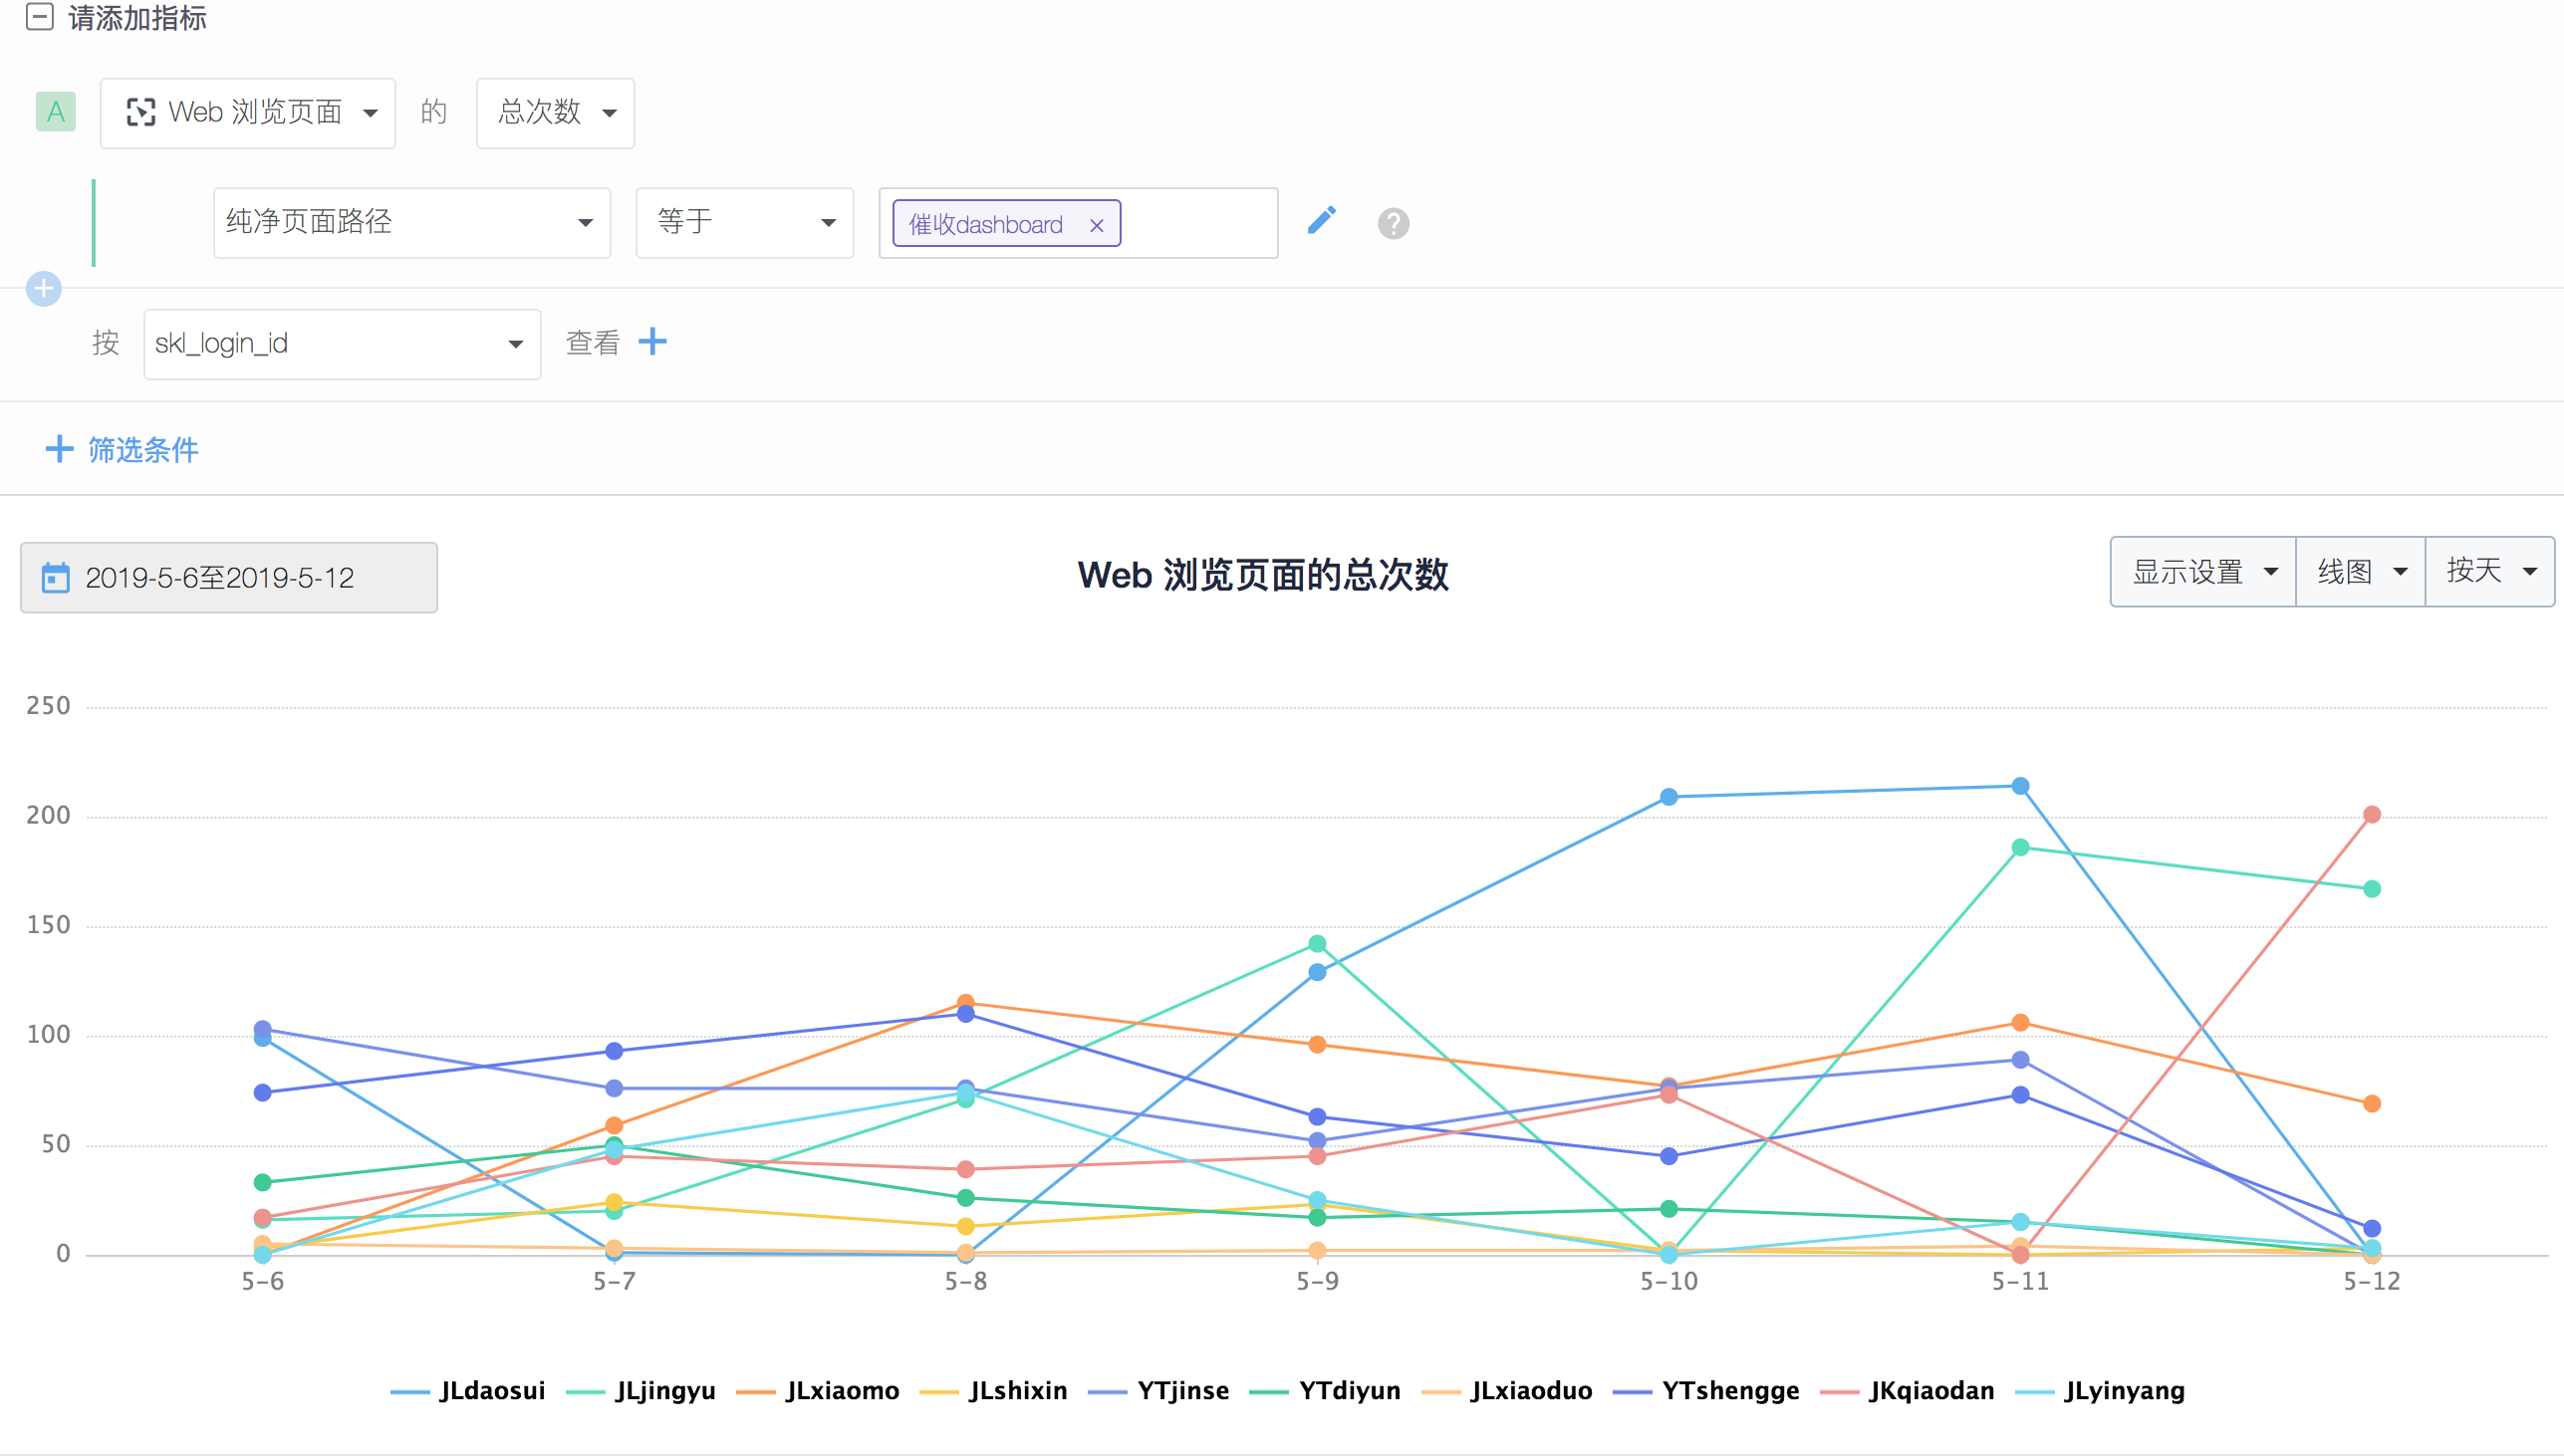 请添加指标
A Web 浏览页面 的 总次数
纯净页面路径 等于 催收dashboard × ?
按 skl_login_id 查看
筛选条件
2019-5-6至2019-5-12 Web 浏览页面的总次数 显示设置 线图 按天
250
200
150
100
50
0
5-6 5-7 5-8 5-9 5-10 5-11 5-12
JLdaosui JLjingyu JLxiaomo JLshixin YTjinse YTdiyun JLxiaoduo YTshengge JKqiaodan JLyinyang